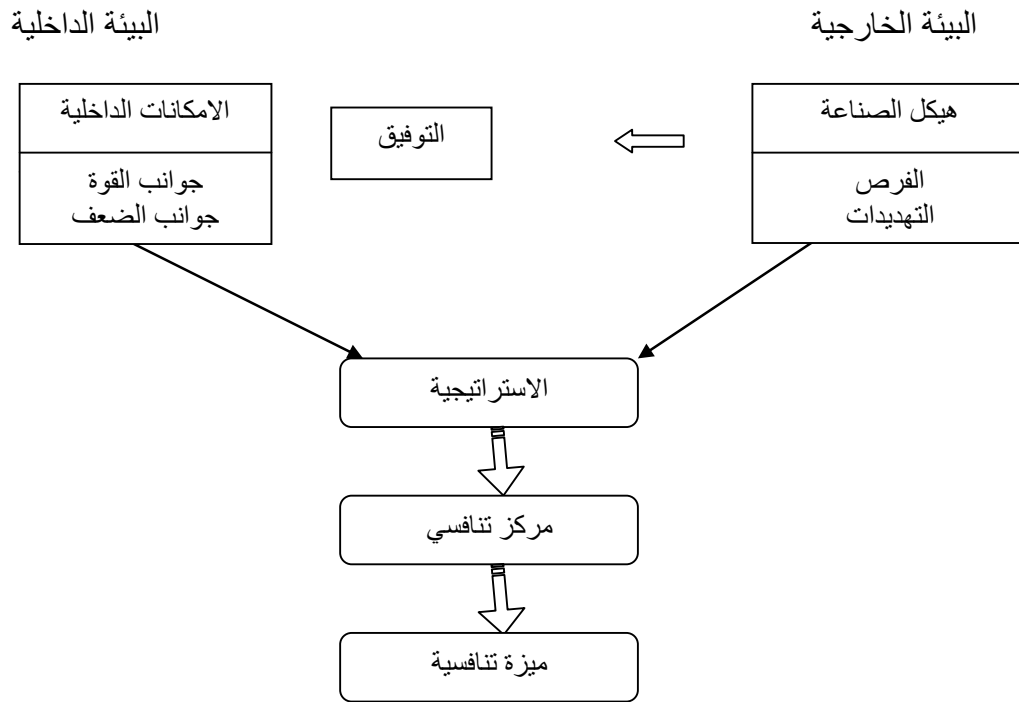 البيئة الخارجية
البيئة الداخلية
هيكل الصناعة
الفرص
التهديدات
التوفيق
الامكانات الداخلية
جوانب القوة
جوانب الضعف
الاستراتيجية
مركز تنافسي
ميزة تنافسية